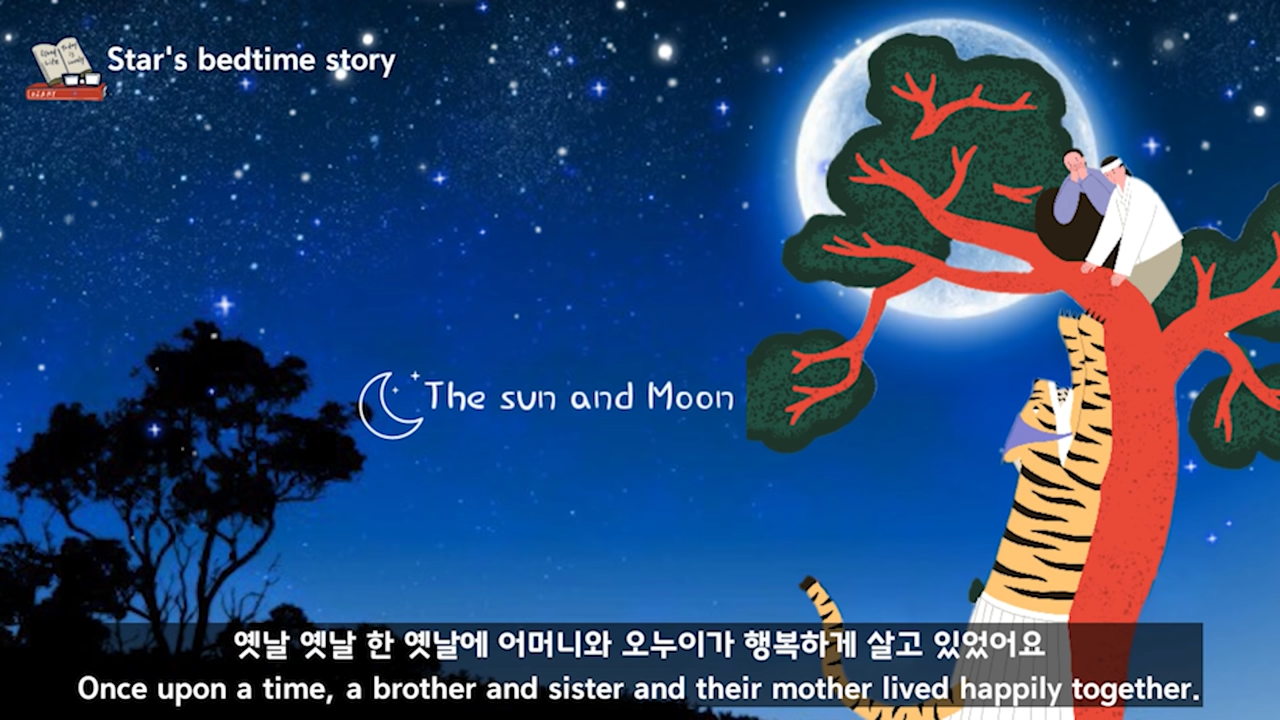 Star's bedtime story
The sun and Moon
옛날 옛날 한 옛날에 어머니와 오누이가 행복하게 살고 있었어요
Once upon a time, a brother and sister and their mother lived happily together.